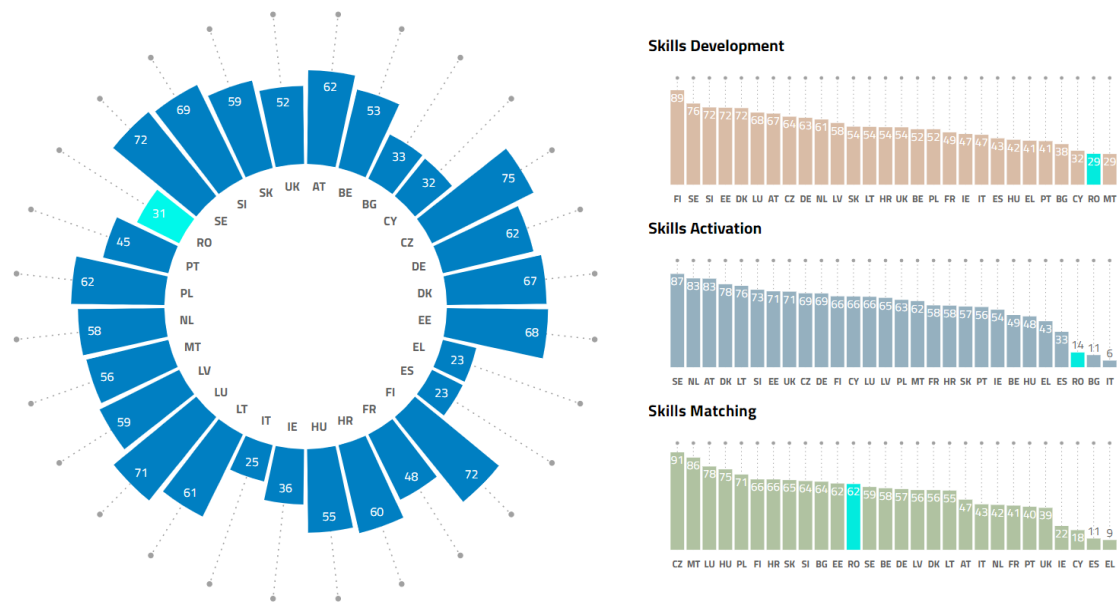 62
AT
53
BE
33
BG
32
CY
75
CZ
62
DE
67
DK
68
EE
23
EL
23
ES
72
FI
48
FR
60
HR
55
HU
36
IE
25
IT
61
LT
71
LU
59
LV
56
MT
58
NL
62
PL
45
PT
31
RO
72
SE
69
SI
59
SK
52
UK
Skills Development
89 76 72 72 72 68 67 64 63 61 58 54 54 54 54 52 52 49 47 47 43 42 41 41 38 32 29 29
FI SE SI EE DK LU AT CZ DE NL LV SK LT HR UK BE PL FR IE IT ES HU EL PT BG CY RO MT
Skills Activation
87 83 83 78 76 73 71 71 69 69 66 66 66 65 63 62 58 58 57 56 54 49 48 43 33 14 11 6
SE NL AT DK LT SI EE UK CZ DE FI CY LU LV PL MT FR HR SK PT IE BE HU EL ES RO BG IT
Skills Matching
91 86 78 75 71 66 66 65 64 64 62 62 59 58 57 56 56 55 47 43 42 41 40 39 22 18 11 9
CZ MT LU HU PL FI HR SK SI BG EE RO SE BE DE LV DK LT AT IT NL FR PT UK IE CY ES EL